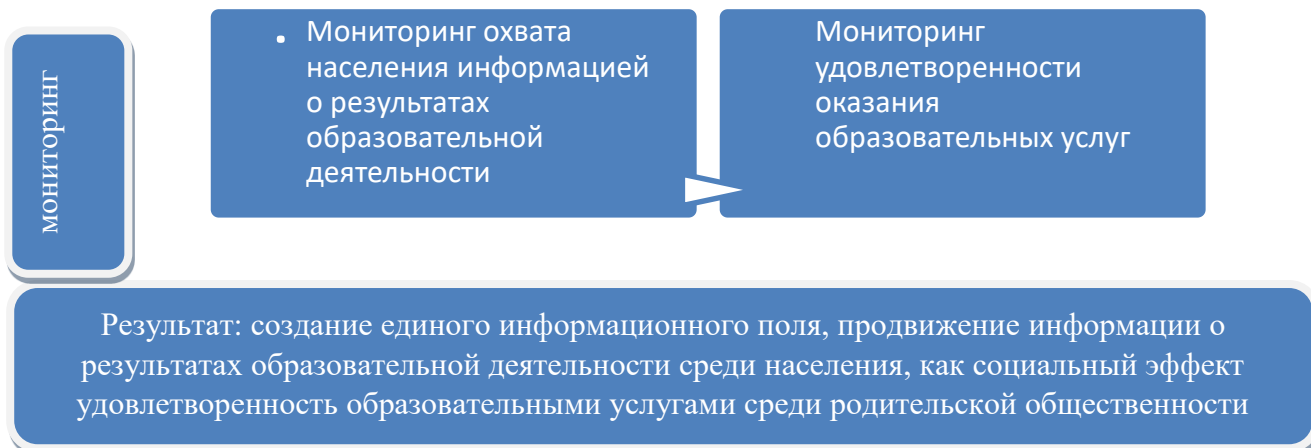 мониторинг
. Мониторинг охвата
населения информацией
о результатах
образовательной
деятельности
Мониторинг
удовлетворенности
оказания
образовательных услуг
Результат: создание единого информационного поля, продвижение информации о
результатах образовательной деятельности среди населения, как социальный эффект
удовлетворенность образовательными услугами среди родительской общественности